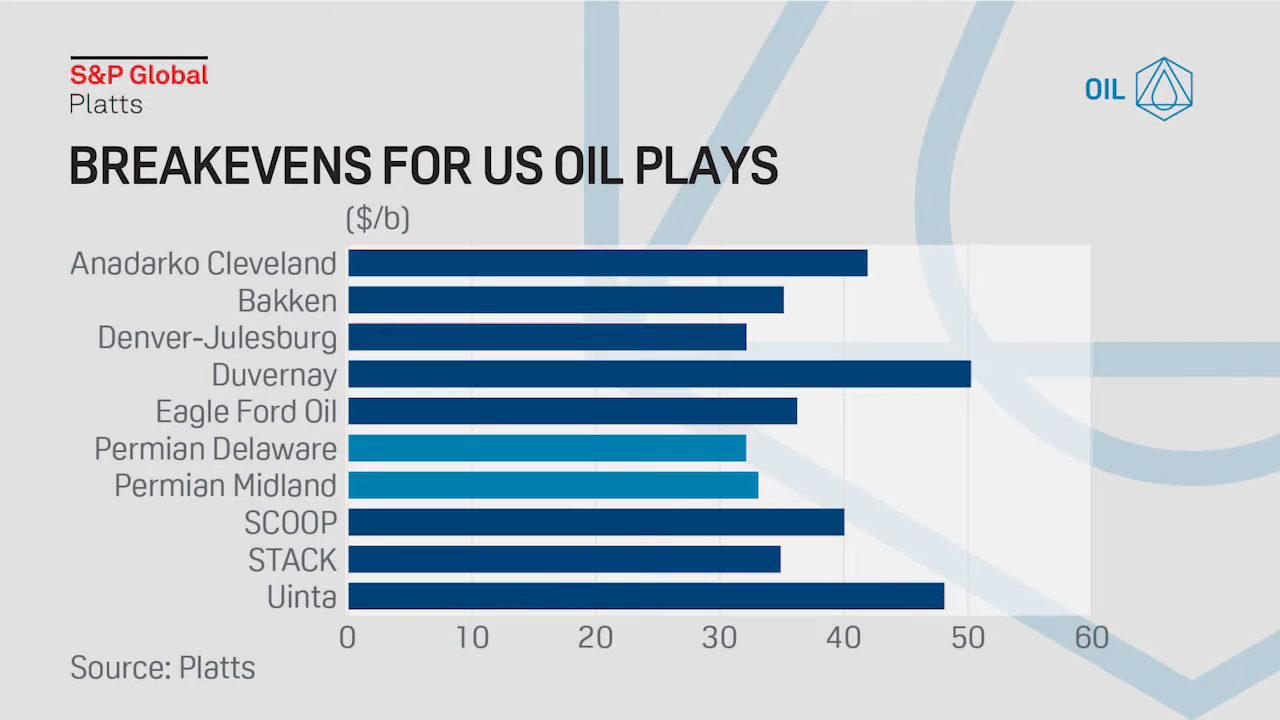 S&P Global
Platts
OIL
BREAKEVENS FOR US OIL PLAYS
($/b)
Anadarko Cleveland
Bakken
Denver-Julesburg
Duvernay
Eagle Ford Oil
Permian Delaware
Permian Midland
SCOOP
STACK
Uinta
0 10 20 30 40 50 60
Source: Platts